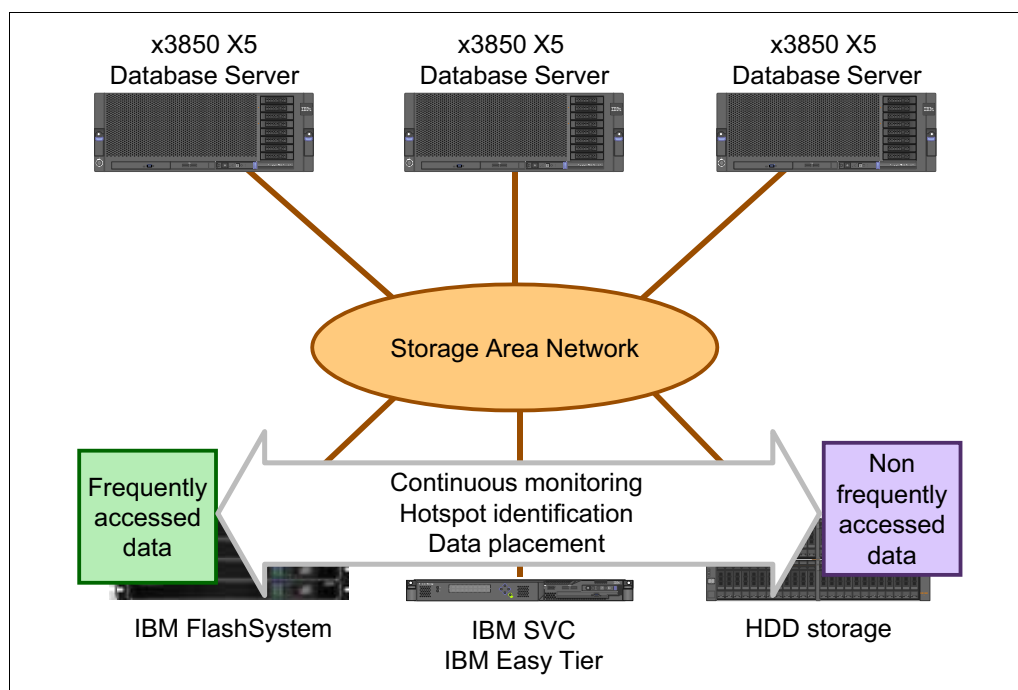 x3850 X5
Database Server
x3850 X5
Database Server
x3850 X5
Database Server
Storage Area Network
Frequently
accessed
data
Continuous monitoring
Hotspot identification
Data placement
Non
frequently
accessed
data
IBM FlashSystem
IBM SVC
IBM Easy Tier
HDD storage